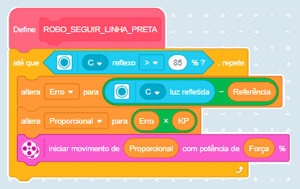 Define ROBO_SEGUIR_LINHA_PRETA
até que C reflexo > 85 % ? , repete
altera Erro para C luz refletida - Referência
altera Proporcional para Erro × KP
iniciar movimento de Proporcional com potência de Força %